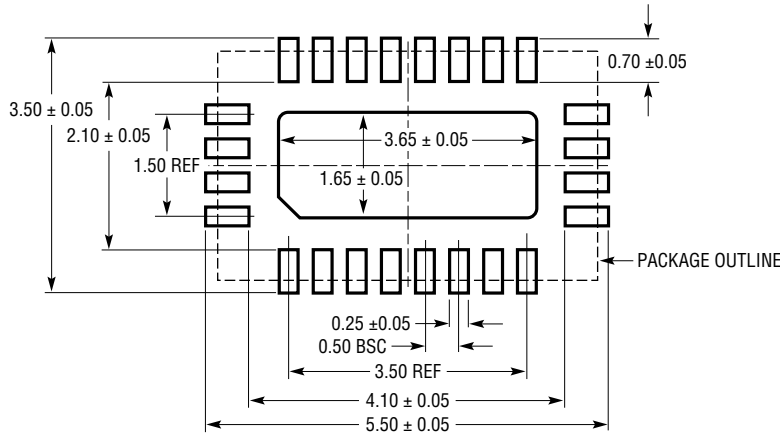 0.70 ±0.05
3.50 ± 0.05
2.10 ± 0.05
3.65 ± 0.05
1.50 REF
1.65 ± 0.05
PACKAGE OUTLINE
0.25 ±0.05
0.50 BSC
3.50 REF
4.10 ± 0.05
5.50 ± 0.05